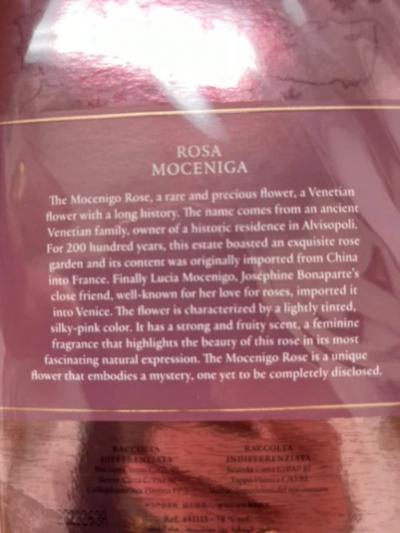 ROSA
MOCENIGA
The Mocenigo Rose, a rare and precious flower, a Venetian
flower with a long history. The name comes from an ancient
Venetian family, owner of a historic residence in Alvisopoli.
For 200 hundred years, this estate boasted an exquisite rose
garden and its content was originally imported from China
into France. Finally Lucia Mocenigo, Joséphine Bonaparte's
close friend, well-known for her love for roses, imported it
into Venice. The flower is characterized by a lightly tinted,
silky-pink color. It has a strong and fruity scent, a feminine
fragrance that highlights the beauty of this rose in its most
fascinating natural expression. The Mocenigo Rose is a unique
flower that embodies a mystery, one yet to be completely disclosed.
RACCOLTA
DIFFERENZIATA
RACCOLTA
INDIFFERENZIATA
Scatola Carta C/PAP 81